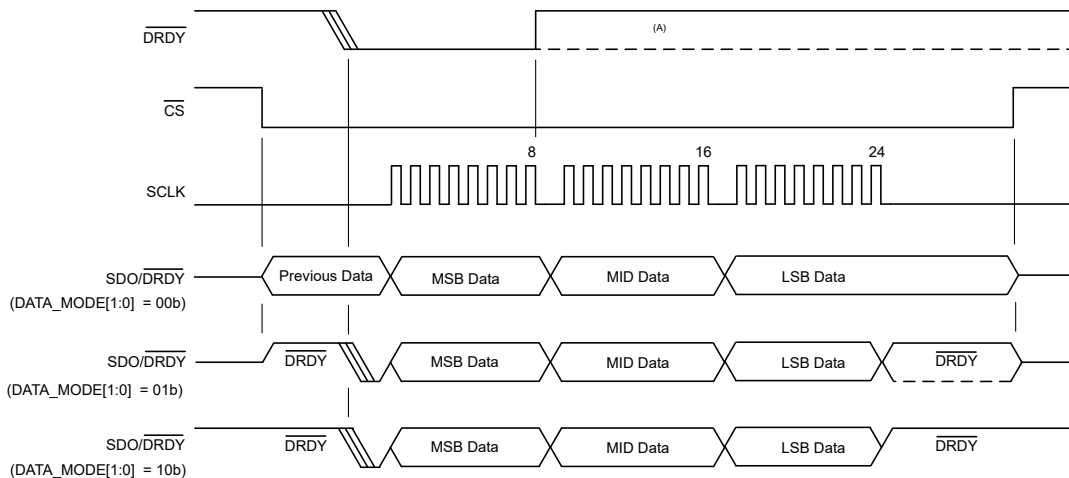 DRDY
(A)
CS
8 16 24
SCLK
SDO/DRDY Previous Data MSB Data MID Data LSB Data
(DATA_MODE[1:0] = 00b)
SDO/DRDY DRDY MSB Data MID Data LSB Data DRDY
(DATA_MODE[1:0] = 01b)
SDO/DRDY DRDY MSB Data MID Data LSB Data DRDY
(DATA_MODE[1:0] = 10b)